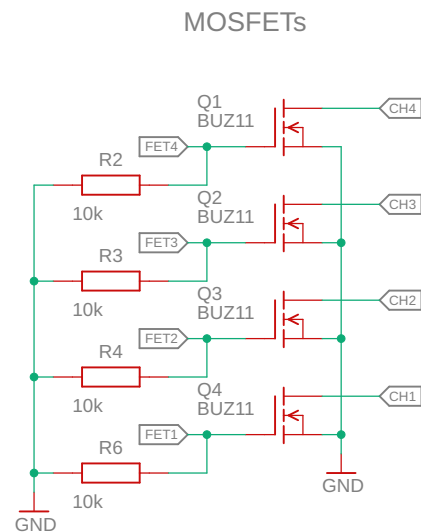 MOSFETs
Q1
BUZ11
CH4
FET4
R2
10k
Q2
BUZ11
CH3
FET3
R3
10k
Q3
BUZ11
CH2
FET2
R4
10k
Q4
BUZ11
CH1
FET1
R6
10k
GND
GND